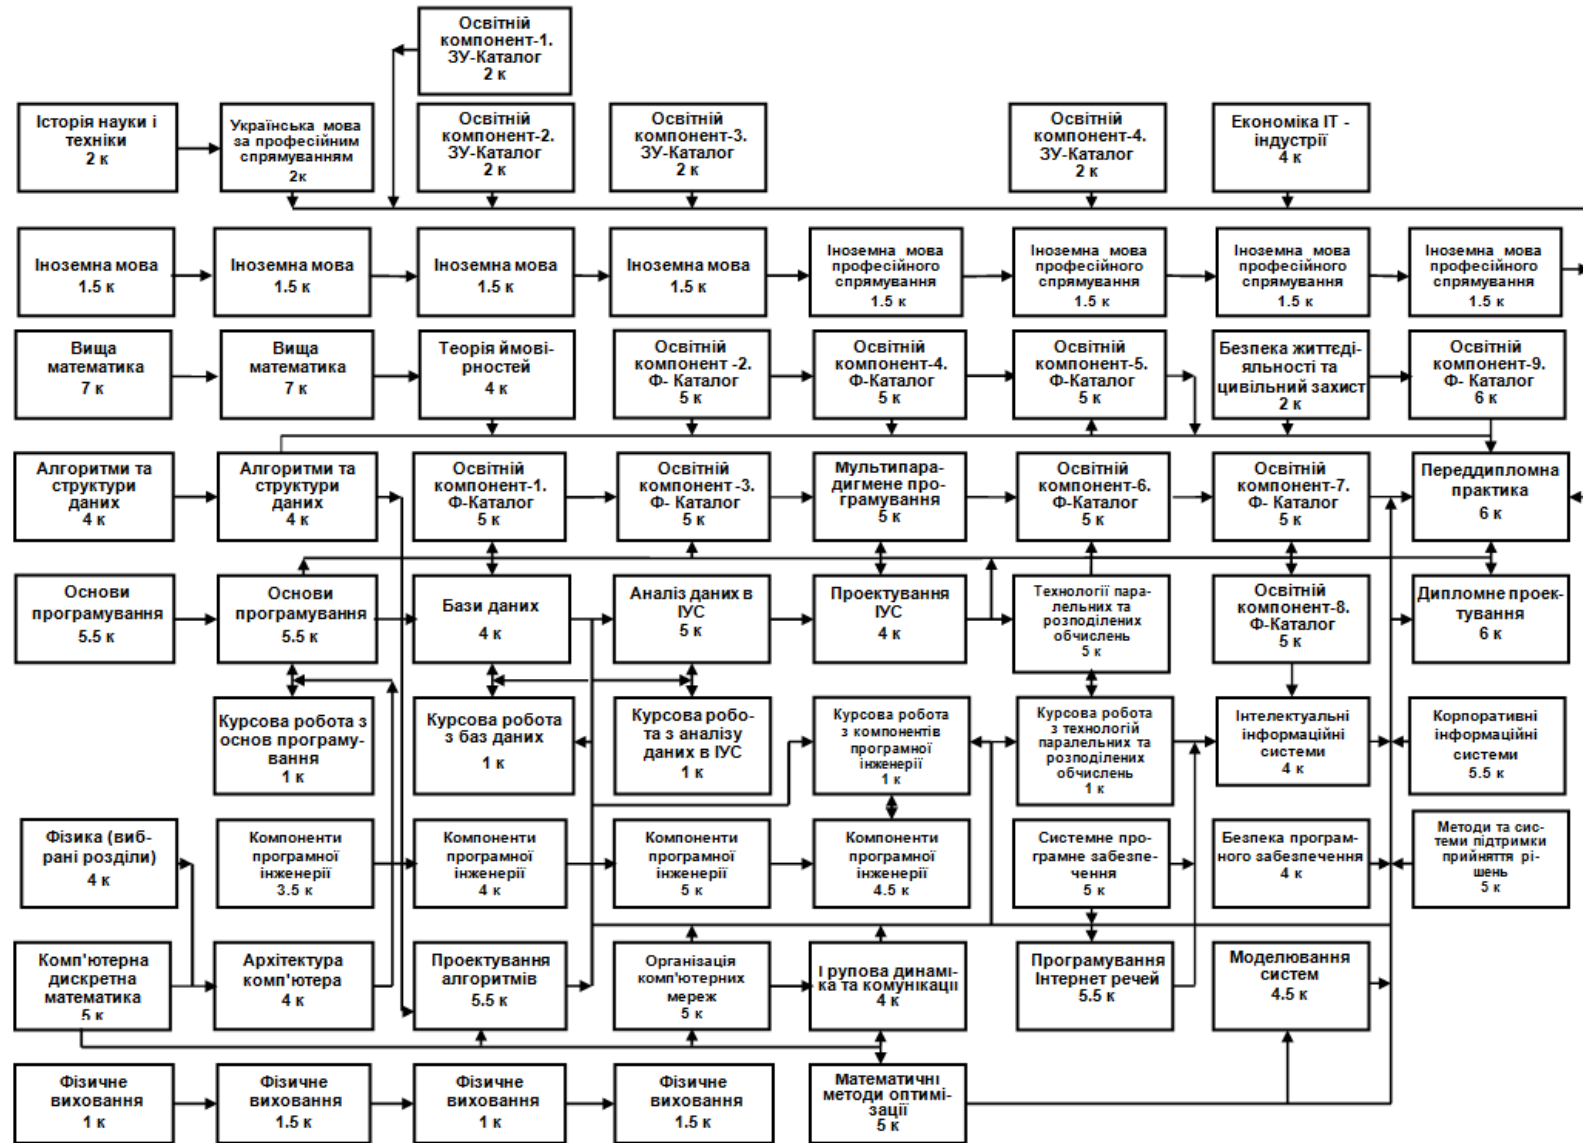 Освітній
компонент-1.
ЗУ-Каталог
2 к
Історія науки і
техніки
2 к
Українська мова
за професійним
спрямуванням
2к
Освітній
компонент-2.
ЗУ-Каталог
2 к
Освітній
компонент-3.
ЗУ-Каталог
2 к
Освітній
компонент-4.
ЗУ-Каталог
2 к
Економіка ІТ -
індустрії
4 к
Іноземна мова
1.5 к
Іноземна мова
1.5 к
Іноземна мова
1.5 к
Іноземна мова
1.5 к
Іноземна мова
професійного
спрямування
1.5 к
Іноземна мова
професійного
спрямування
1.5 к
Іноземна мова
професійного
спрямування
1.5 к
Іноземна мова
професійного
спрямування
1.5 к
Вища
математика
7 к
Вища
математика
7 к
Теорія ймові-
рностей
4 к
Освітній
компонент -2.
Ф- Каталог
5 к
Освітній
компонент-4.
Ф-Каталог
5 к
Освітній
компонент-5.
Ф-Каталог
5 к
Безпека життєді-
яльності та
цивільний захист
2 к
Освітній
компонент-9.
Ф- Каталог
6 к
Алгоритми та
структури
даних
4 к
Алгоритми та
структури
даних
4 к
Освітній
компонент-1.
Ф-Каталог
5 к
Освітній
компонент -3.
Ф- Каталог
5 к
Мультипара-
дигмене про-
грамування
5 к
Освітній
компонент-6.
Ф-Каталог
5 к
Освітній
компонент-7.
Ф- Каталог
5 к
Переддипломна
практика
6 к
Основи
програмування
5.5 к
Основи
програмування
5.5 к
Бази даних
4 к
Аналіз даних в
ІУС
5 к
Проектування
ІУС
4 к
Технології пара-
лельних та
розподілених
обчислень
5 к
Освітній
компонент-8.
Ф-Каталог
5 к
Дипломне проек-
тування
6 к
Курсова робота з
основ програму-
вання
1 к
Курсова робота
з баз даних
1 к
Курсова робо-
та з аналізу
даних в ІУС
1 к
Курсова робота
з компонентів
програмної
інженерії
1 к
Курсова робота
з технологій
паралельних та
розподілених
обчислень
1 к
Інтелектуальні
інформаційні
системи
4 к
Корпоративні
інформаційні
системи
5.5 к
Фізика (виб-
рані розділи)
4 к
Компоненти
програмної
інженерії
3.5 к
Компоненти
програмної
інженерії
4 к
Компоненти
програмної
інженерії
5 к
Компоненти
програмної
інженерії
4.5 к
Системне про-
грамне забезпе-
чення
5 к
Безпека програм-
ного забезпечення
4 к
Методи та сис-
теми підтримки
прийняття рі-
шень
5 к
Комп'ютерна
дискретна
математика
5 к
Архітектура
комп'ютера
4 к
Проектування
алгоритмів
5.5 к
Організація
комп'ютерних
мереж
5 к
І рупова динамі-
ка та комунікації
4 к
Програмування
Інтернет речей
5.5 к
Моделювання
систем
4.5 к
Фізичне
виховання
1 к
Фізичне
виховання
1.5 к
Фізичне
виховання
1 к
Фізичне
виховання
1.5 к
Математичні
методи оптимі-
зації
5 к